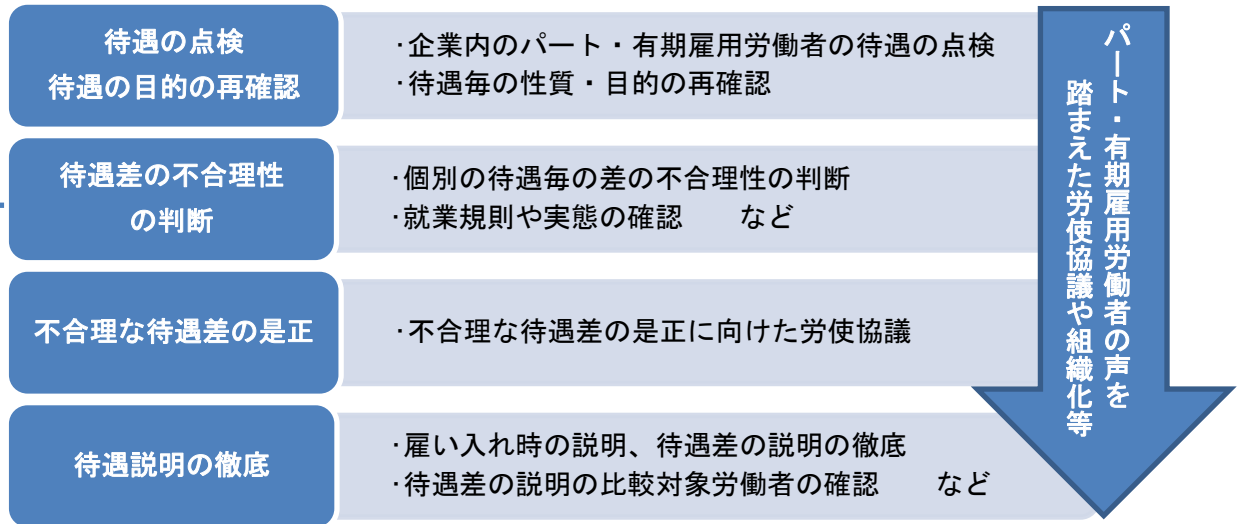 待遇の点検
待遇の目的の再確認
･企業内のパート・有期雇用労働者の待遇の点検
･待遇毎の性質・目的の再確認
待遇差の不合理性
の判断
･個別の待遇毎の差の不合理性の判断
･就業規則や実態の確認　　など
不合理な待遇差の是正
･不合理な待遇差の是正に向けた労使協議
待遇説明の徹底
･雇い入れ時の説明、待遇差の説明の徹底
･待遇差の説明の比較対象労働者の確認　　など
パート・有期雇用労働者の声を
踏まえた労使協議や組織化等